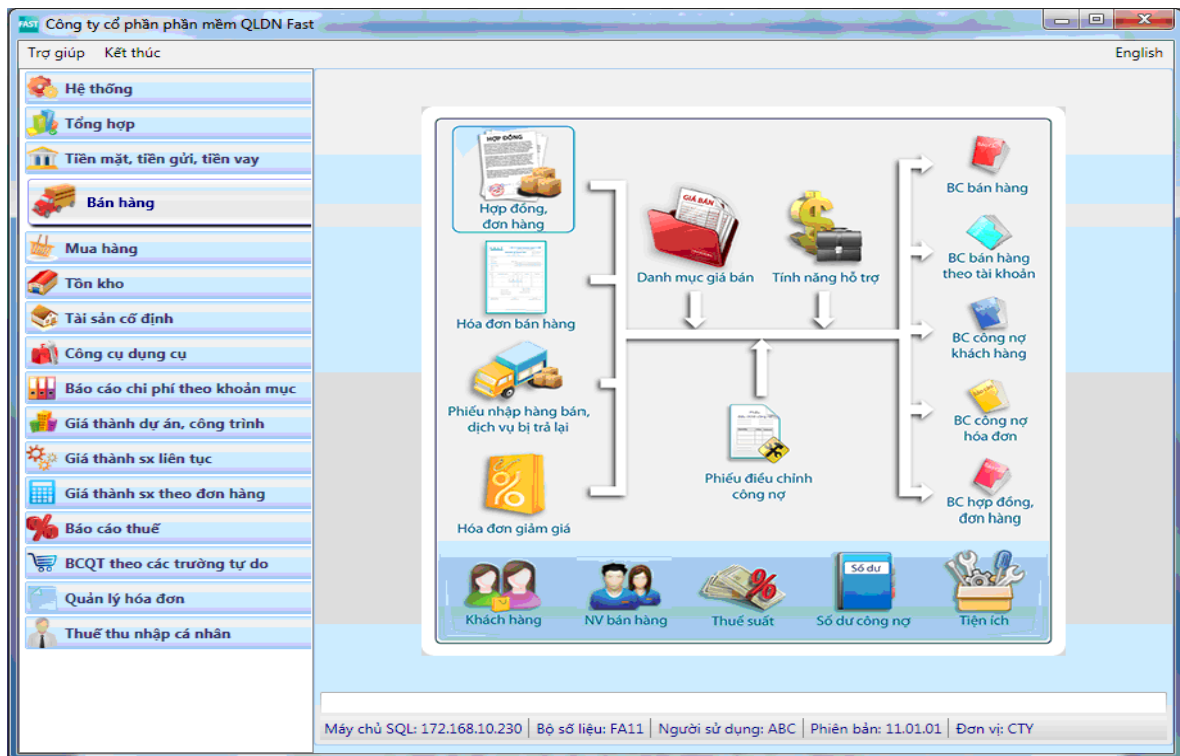 FAST Công ty cổ phần phần mềm QLDN Fast
Trợ giúp Kết thúc English
Hệ thống
Tổng hợp
Tiền mặt, tiền gửi, tiền vay
Bán hàng
Mua hàng
Tồn kho
Tài sản cố định
Công cụ dụng cụ
Báo cáo chi phí theo khoản mục
Giá thành dự án, công trình
Giá thành sx liên tục
Giá thành sx theo đơn hàng
Báo cáo thuế
BCQT theo các trường tự do
Quản lý hóa đơn
Thuế thu nhập cá nhân
HỢP ĐỒNG
Hợp đồng,
đơn hàng
Hóa đơn bán hàng
Phiếu nhập hàng bán,
dịch vụ bị trả lại
Hóa đơn giảm giá
GIÁ BÁN
Danh mục giá bán
Tính năng hỗ trợ
Phiếu điều chỉnh
công nợ
BC bán hàng
BC bán hàng
theo tài khoản
BC công nợ
khách hàng
BC công nợ
hóa đơn
BC hợp đồng,
đơn hàng
Khách hàng
NV bán hàng
Thuế suất
Số dư
Số dư công nợ
Tiện ích
Máy chủ SQL: 172.168.10.230 Bộ số liệu: FA11 Người sử dụng: ABC Phiên bản: 11.01.01 Đơn vị: CTY